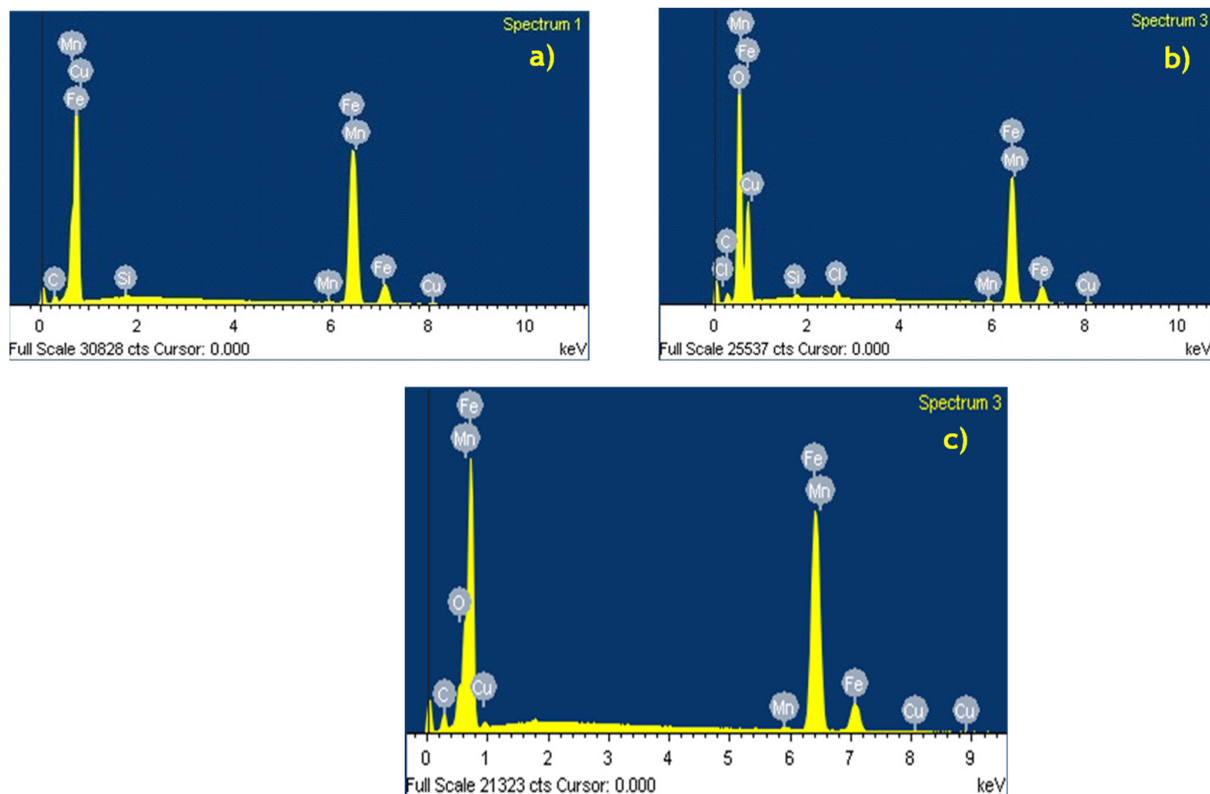 Spectrum 1
a)
Mn
Cu
Fe
Fe
Mn
C
Si
Mn
Fe
Cu
0 2 4 6 8 10
Full Scale 30828 cts Cursor: 0.000 keV
Spectrum 3
b)
Mn
Fe
O
Cu
Fe
Mn
C
Cl
Si
Cl
Mn
Fe
Cu
0 2 4 6 8 10
Full Scale 25537 cts Cursor: 0.000 keV
Spectrum 3
c)
Fe
Mn
O
C
Cu
Fe
Mn
Mn
Fe
Cu
Cu
0 1 2 3 4 5 6 7 8 9
Full Scale 21323 cts Cursor: 0.000 keV